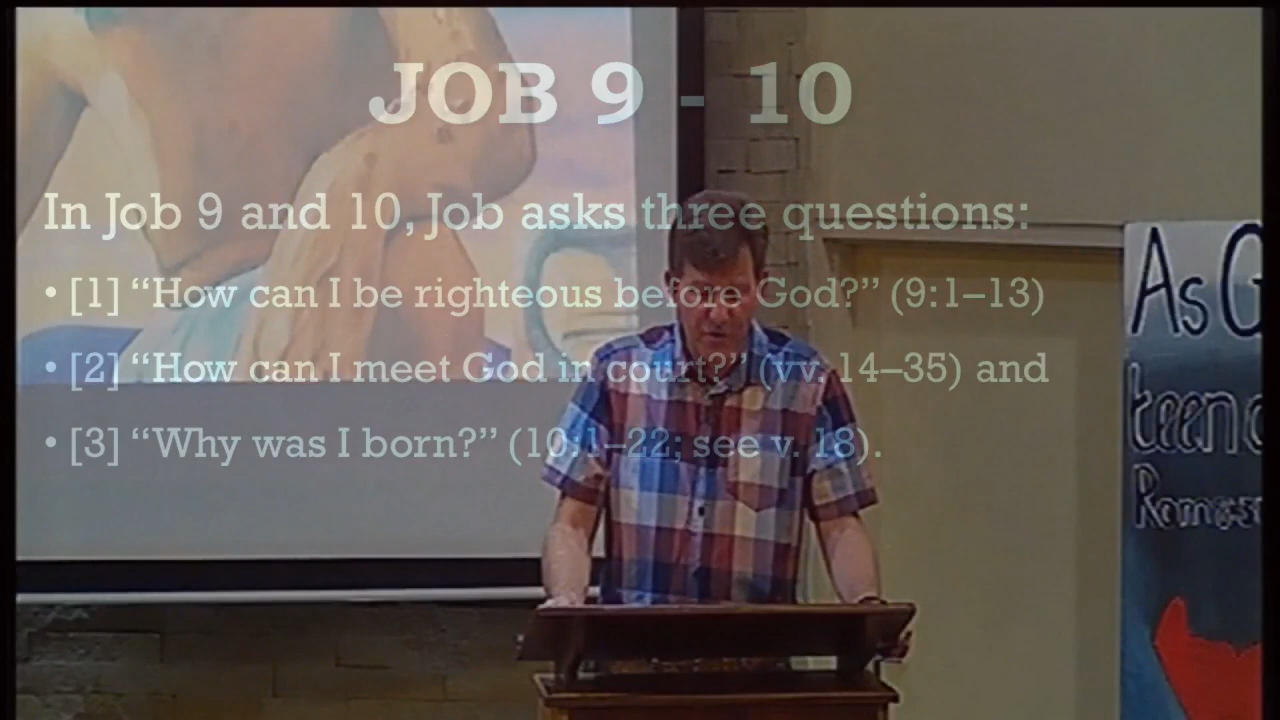 JOB 9 - 10
In Job 9 and 10, Job asks three questions:
• [1] “How can I be righteous before God?” (9:1–13)
• [2] “How can I meet God in court?” (vv. 14–35) and
• [3] “Why was I born?” (10:1–22; see v. 18).
As G
teen
Roma